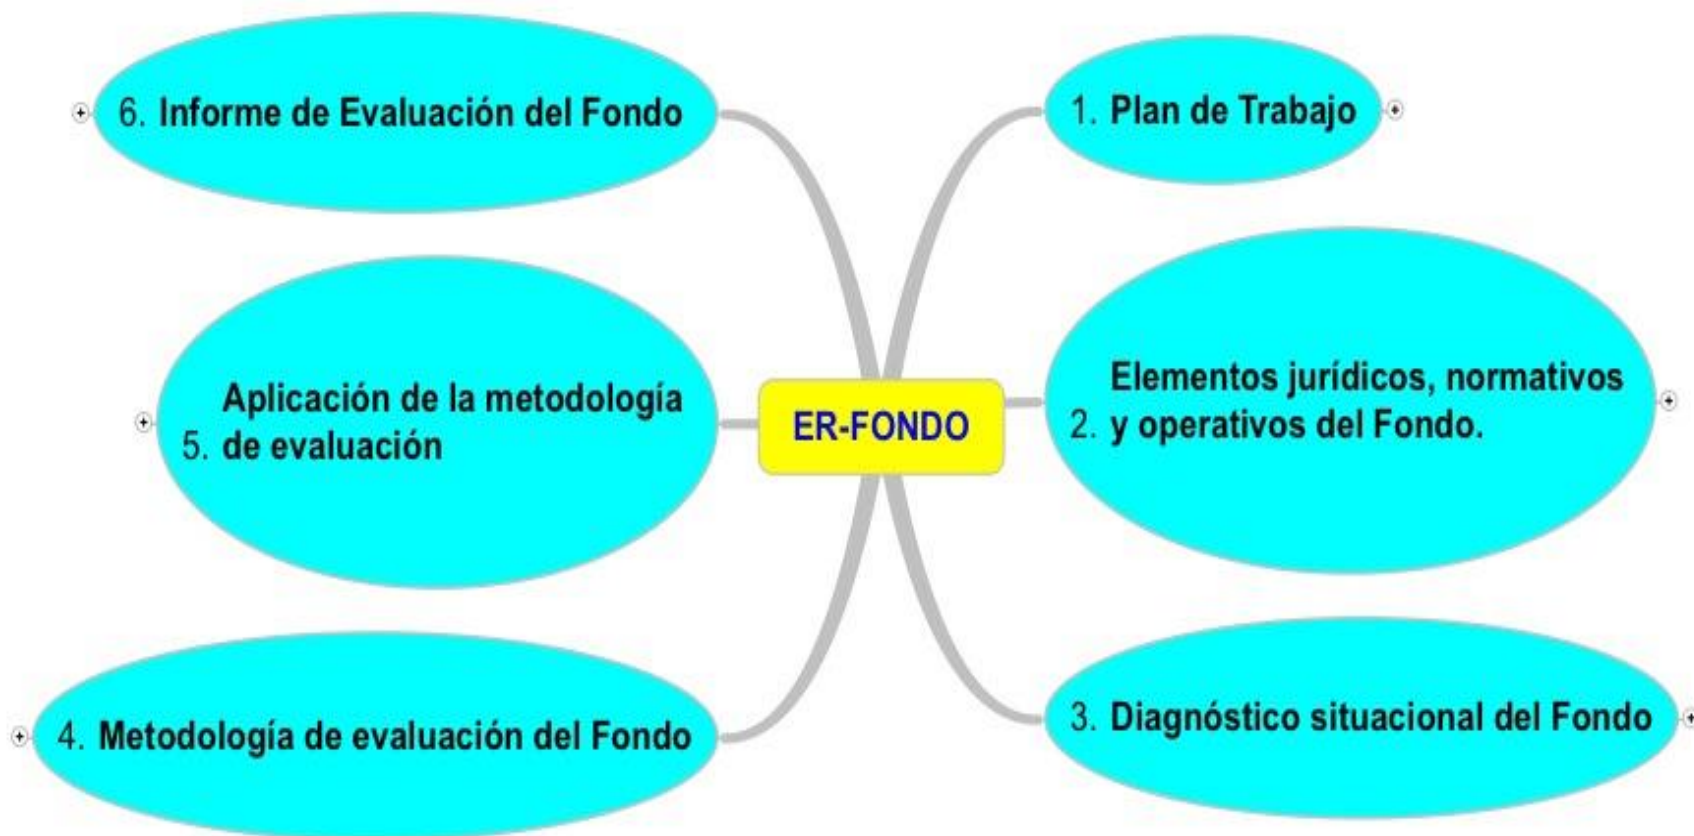 ER-FONDO
1. Plan de Trabajo
Elementos jurídicos, normativos
2. y operativos del Fondo.
3. Diagnóstico situacional del Fondo
4. Metodología de evaluación del Fondo
Aplicación de la metodología
5. de evaluación
6. Informe de Evaluación del Fondo